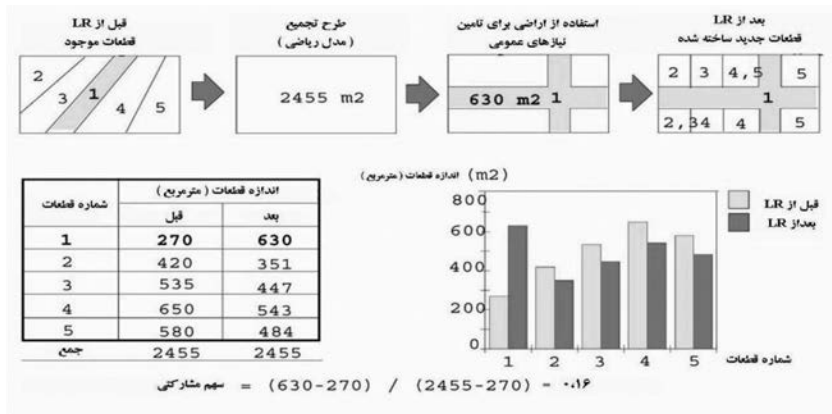 قبل از LR
قطعات موجود
طرح تجمیع
( مدل ریاضی )
استفاده از اراضی برای تامین
نیازهای عمومی
بعد از LR
قطعات جدید ساخته شده
2 3 1 4 5
2455 m2
630 m2 1
2 3 4,5 5
1
2,34 4 5
شماره قطعات
اندازه قطعات ( مترمربع )
قبل بعد
1 270 630
2 420 351
3 535 447
4 650 543
5 580 484
جمع 2455 2455
اندازه قطعات ( مترمربع ) (m2)
800
600
400
200
0
1 2 3 4 5
شماره قطعات
قبل از LR
بعداز LR
سهم مشارکتی = (630-270) / (2455-270) = ۰.۱۶